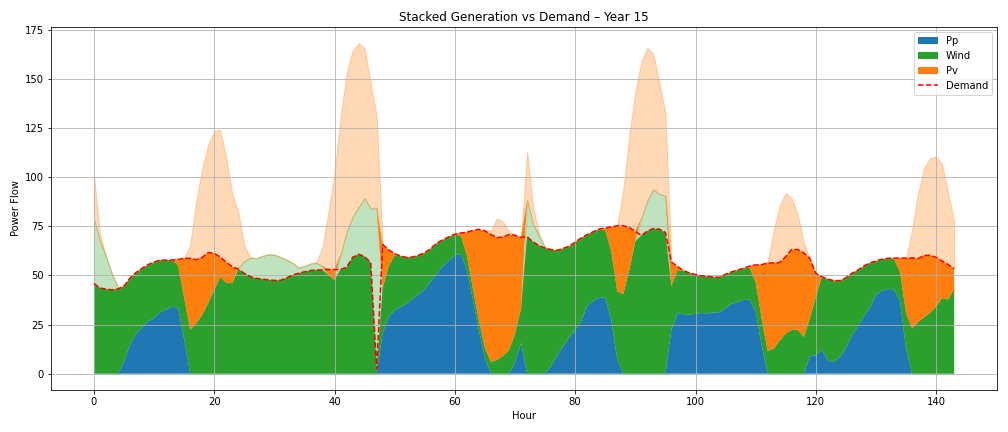 Stacked Generation vs Demand – Year 15
Pp
Wind
Pv
Demand
Power Flow
175
150
125
100
75
50
25
0
0 20 40 60 80 100 120 140
Hour